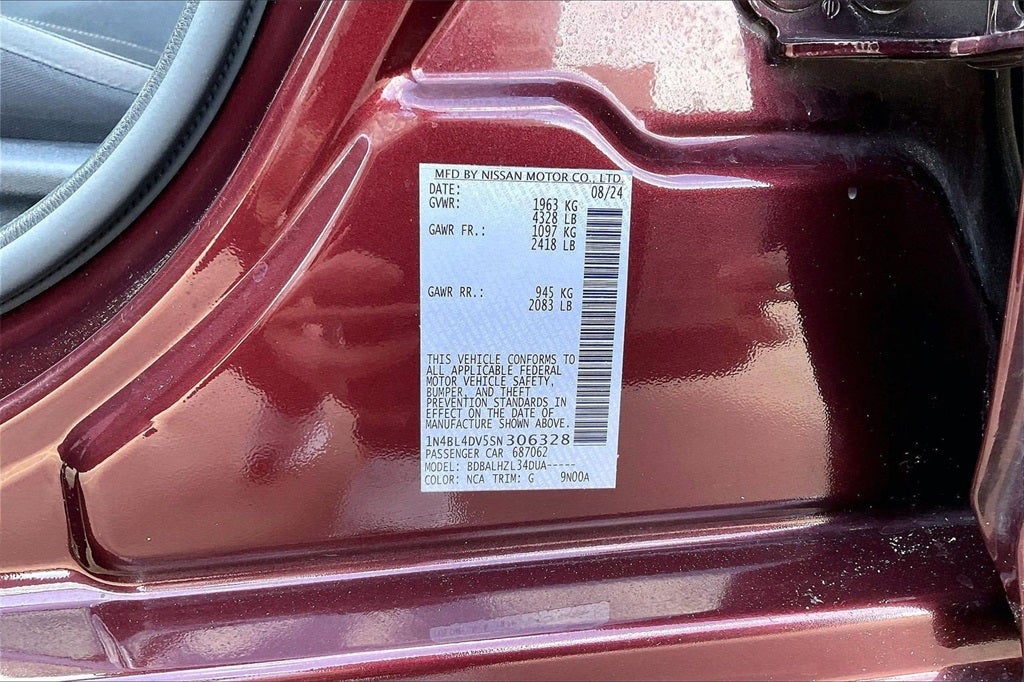 MFD BY NISSAN MOTOR CO., LTD.
DATE: 08/24
GVWR: 1963 KG
4328 LB
GAWR FR.: 1097 KG
2418 LB
GAWR RR.: 945 KG
2083 LB
THIS VEHICLE CONFORMS TO
ALL APPLICABLE FEDERAL
MOTOR VEHICLE SAFETY,
BUMPER, AND THEFT
PREVENTION STANDARDS IN
EFFECT ON THE DATE OF
MANUFACTURE SHOWN ABOVE.
1N4BL4DV5SN306328
PASSENGER CAR 687062
MODEL: BDBALHZL34DUA-----
COLOR: NCA TRIM: G 9N00A